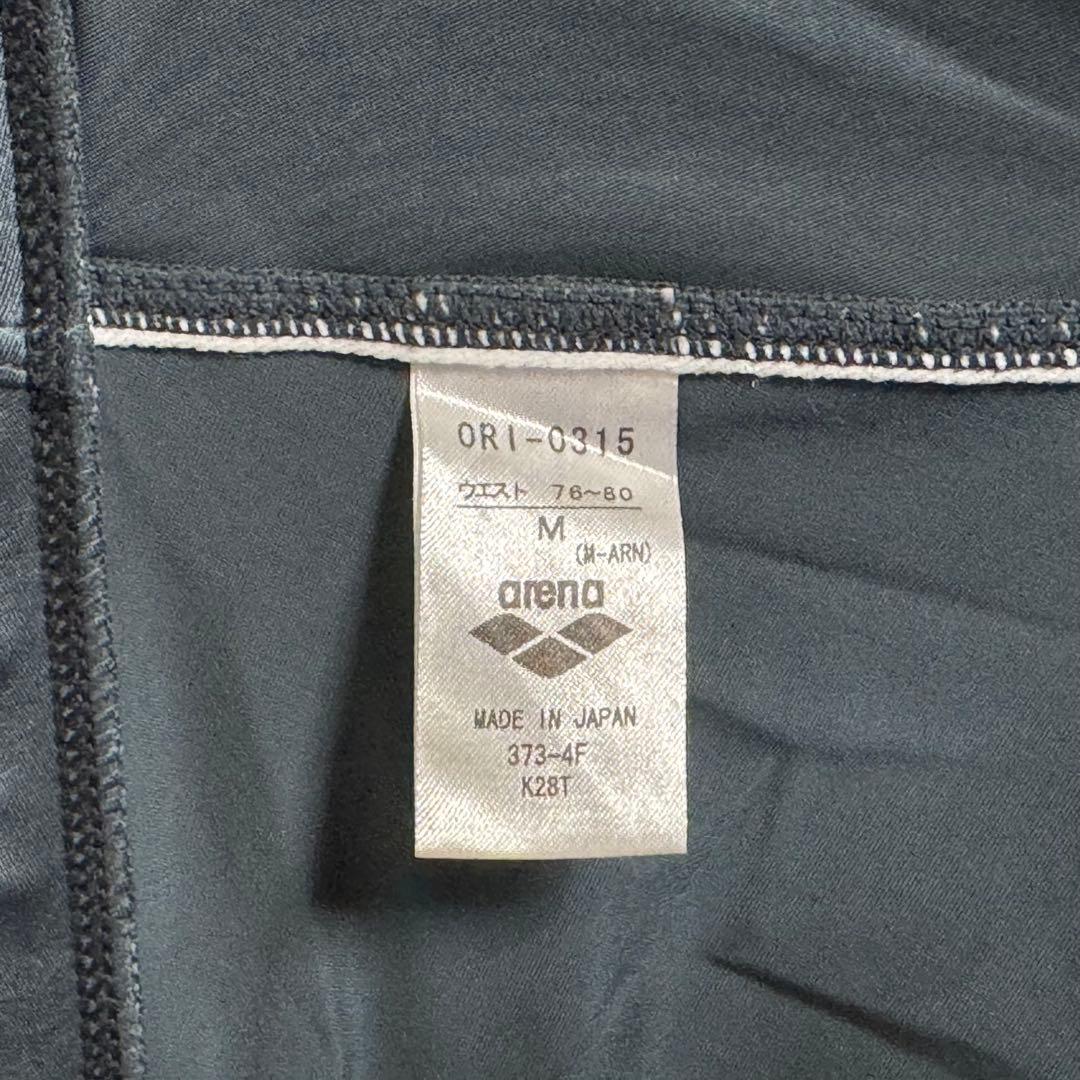 ORI-0315
ウエスト 76~80
M
(M-ARN)
arena
MADE IN JAPAN
373-4F
K28T